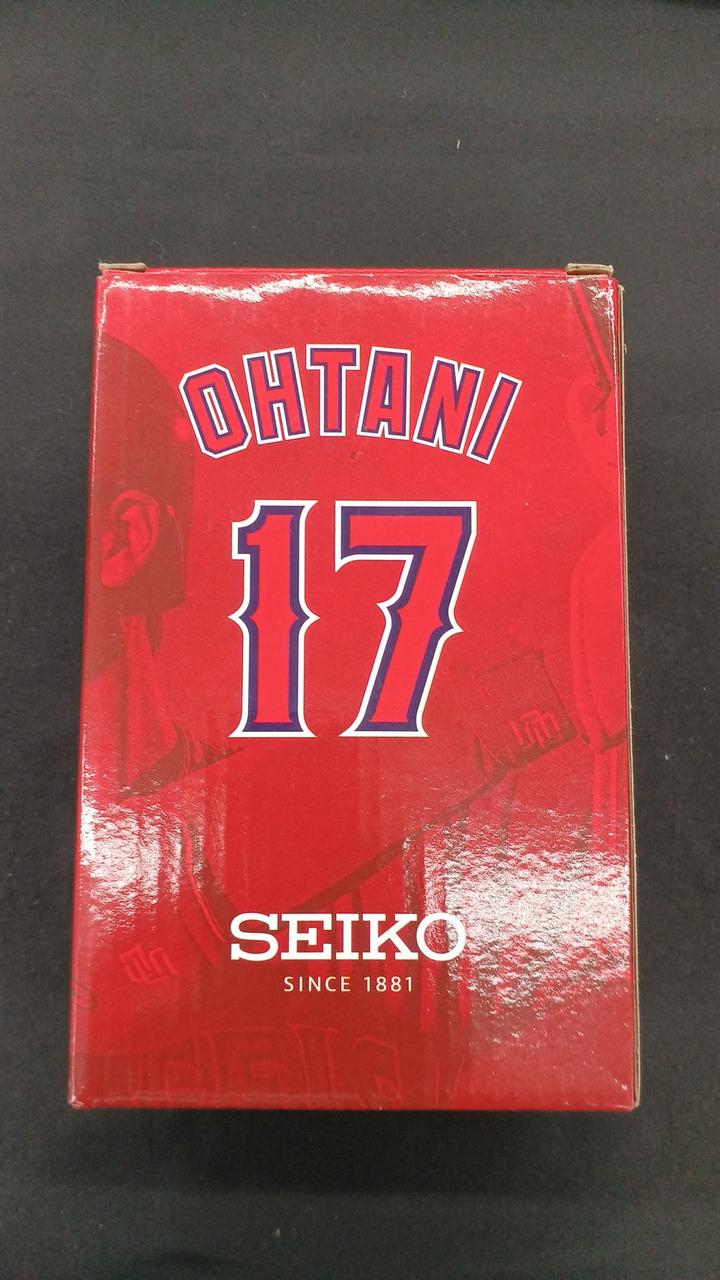 OHTANI
17
SEIKO
SINCE 1881